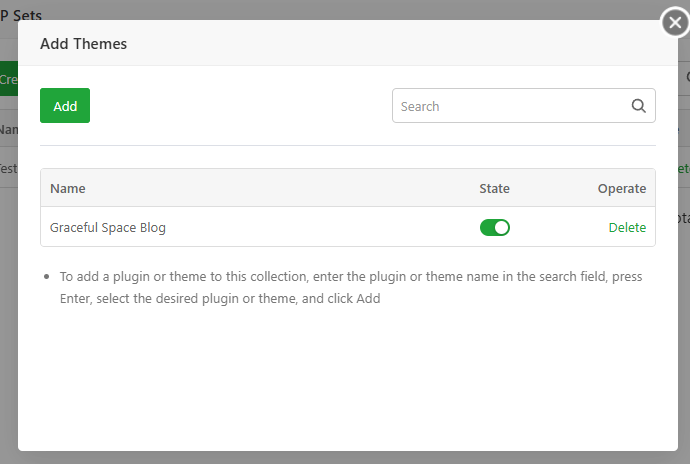 P Sets
Add Themes
Cre
Add
Search
Nam
Name State Operate
Test
Graceful Space Blog Delete
ete
ota
• To add a plugin or theme to this collection, enter the plugin or theme name in the search field, press
Enter, select the desired plugin or theme, and click Add